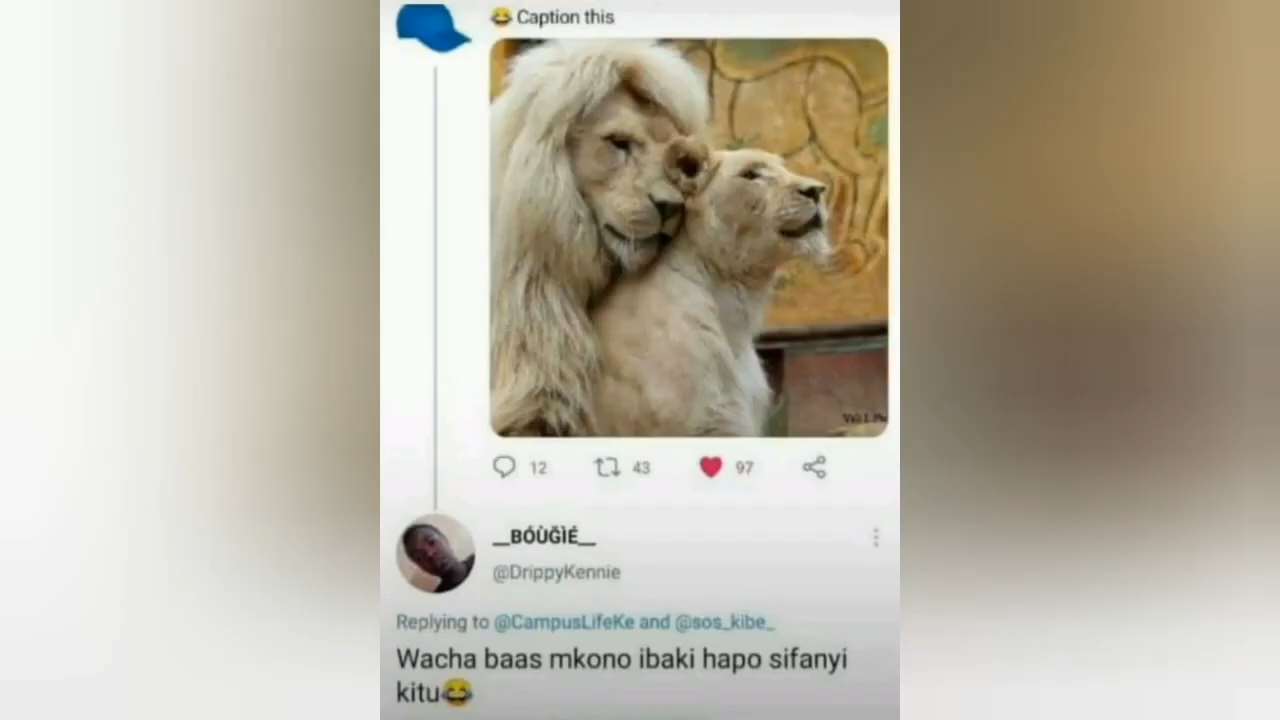 😂 Caption this
12 43 97
__BÓÙĞÌÉ__
@DrippyKennie
Replying to @CampusLifeKe and @sos_kibe_
Wacha baas mkono ibaki hapo sifanyi
kitu😂